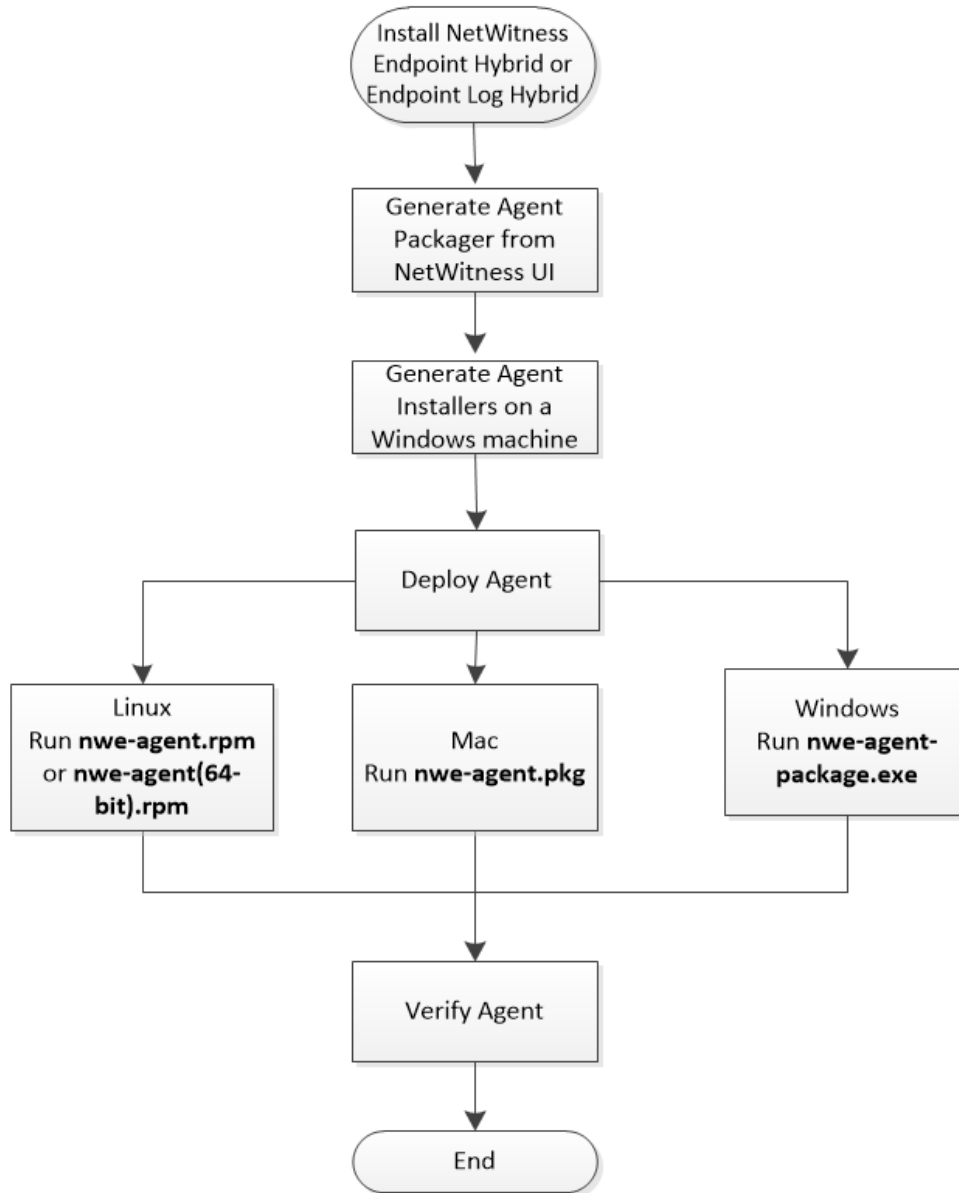 Install NetWitness
Endpoint Hybrid or
Endpoint Log Hybrid
Generate Agent
Packager from
NetWitness UI
Generate Agent
Installers on a
Windows machine
Deploy Agent
Linux
Run nwe-agent.rpm
or nwe-agent(64-
bit).rpm
Mac
Run nwe-agent.pkg
Windows
Run nwe-agent-
package.exe
Verify Agent
End